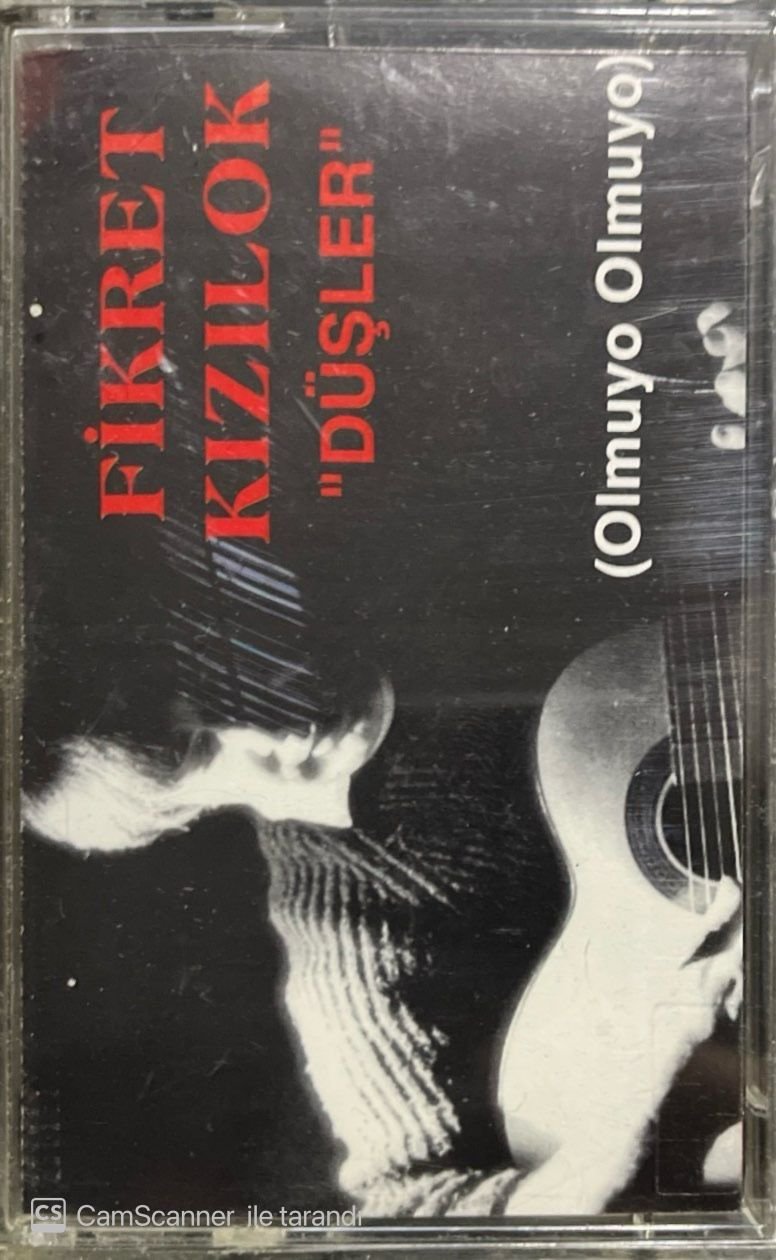 FİKRET
KIZILOK
"DÜŞLER"
(Olmuyo Olmuyo)
CS CamScanner ile tarandı